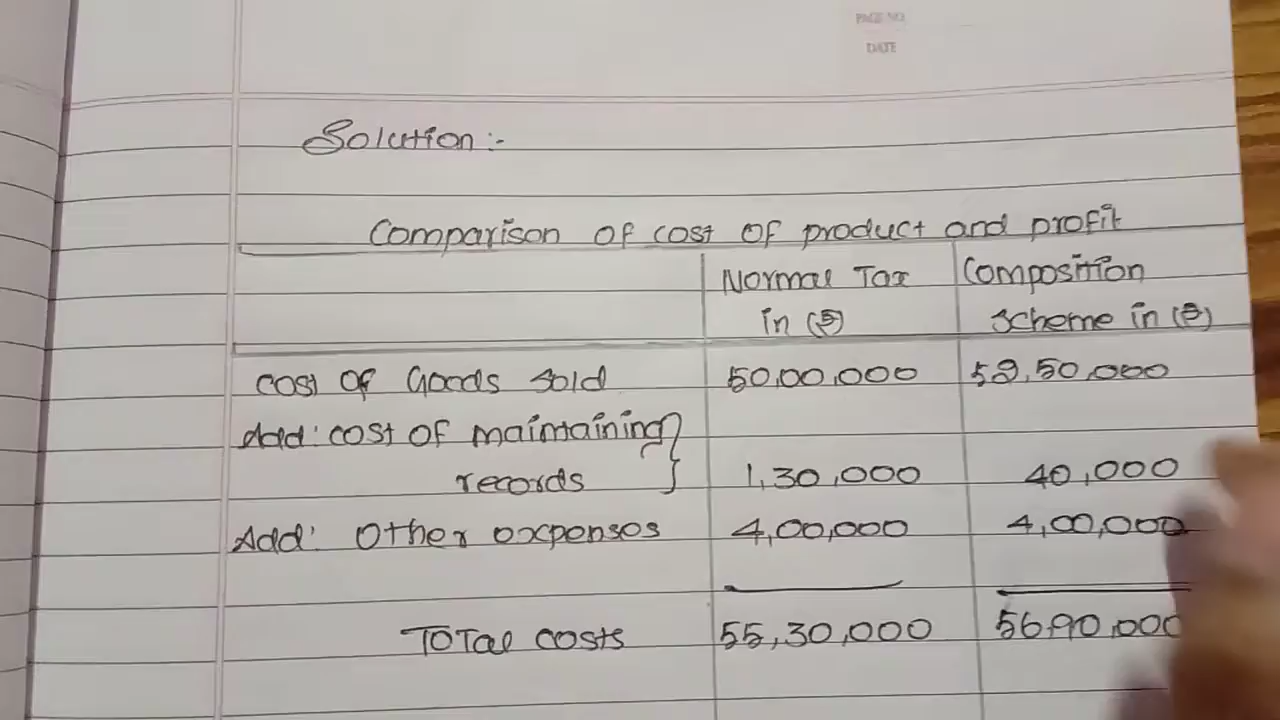 PAGE NO.
DATE
Solution :-
Comparison of cost of product and profit
Normal Tax in (₹)
Composition Scheme in (₹)
Cost of Goods sold 50,00,000 52,50,000
Add: cost of maintaining records 1,30,000 40,000
Add: Other expenses 4,00,000 4,00,000
Total costs 55,30,000 56,90,000